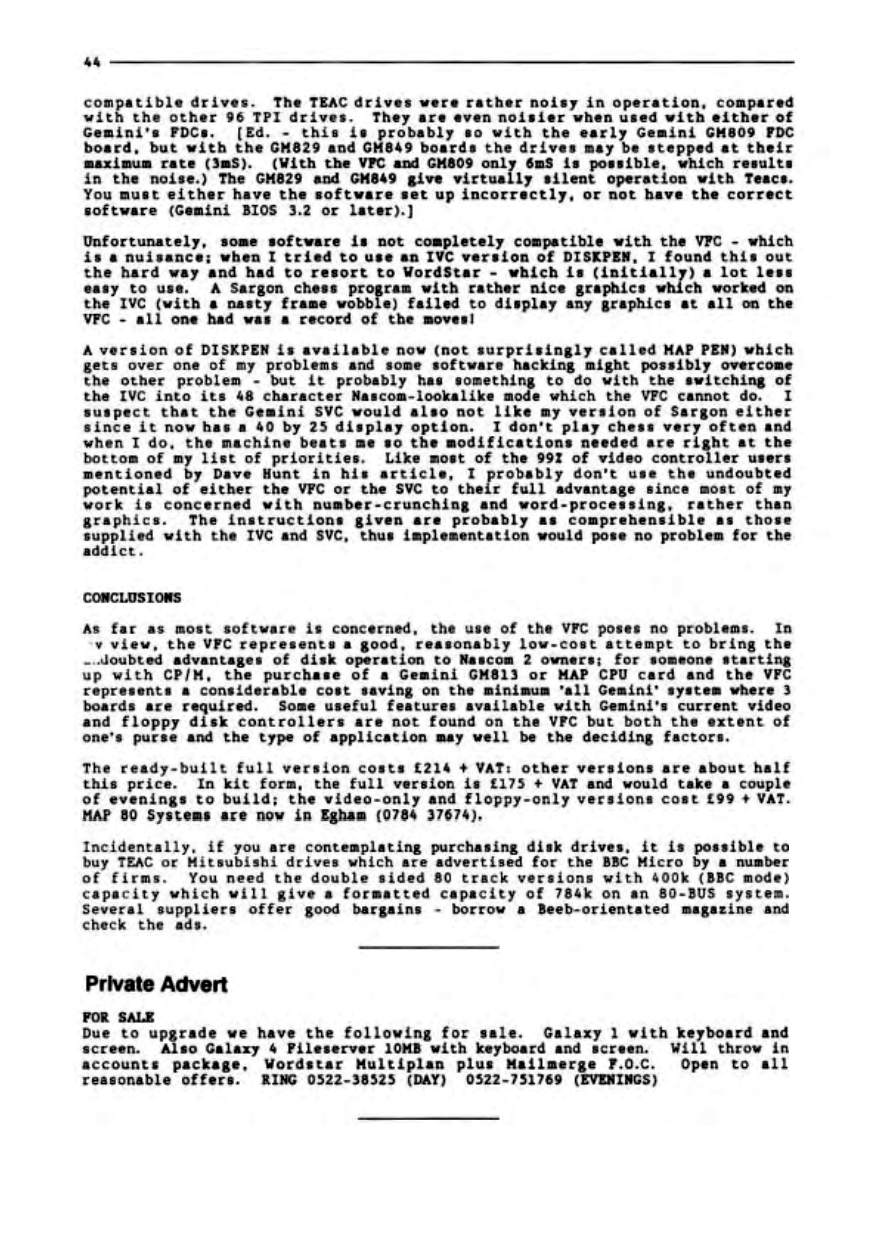 44
compatible drives. The TEAC drives were rather noisy in operation, compared
with the other 96 TPI drives. They are even noisier when used with either of
Gemini's FDCs. [Ed. - this is probably so with the early Gemini GM809 FDC
board, but with the GM829 and GM849 boards the drives may be stepped at their
maximum rate (3mS). (With the VFC and GM809 only 6mS is possible, which results
in the noise.) The GM829 and GM849 give virtually silent operation with Teacs.
You must either have the software set up incorrectly, or not have the correct
software (Gemini BIOS 3.2 or later).]
Unfortunately, some software is not completely compatible with the VFC - which
is a nuisance; when I tried to use an IVC version of DISKPEN, I found this out
the hard way and had to resort to WordStar - which is (initially) a lot less
easy to use. A Sargon chess program with rather nice graphics which worked on
the IVC (with a nasty frame wobble) failed to display any graphics at all on the
VFC - all one had was a record of the moves!
A version of DISKPEN is available now (not surprisingly called MAP PEN) which
gets over one of my problems and some software hacking might possibly overcome
the other problem - but it probably has something to do with the switching of
the IVC into its 48 character Nascom-lookalike mode which the VFC cannot do. I
suspect that the Gemini SVC would also not like my version of Sargon either
since it now has a 40 by 25 display option. I don't play chess very often and
when I do, the machine beats me so the modifications needed are right at the
bottom of my list of priorities. Like most of the 99% of video controller users
mentioned by Dave Hunt in his article, I probably don't use the undoubted
potential of either the VFC or the SVC to their full advantage since most of my
work is concerned with number-crunching and word-processing, rather than
graphics. The instructions given are probably as comprehensible as those
supplied with the IVC and SVC, thus implementation would pose no problem for the
addict.
CONCLUSIONS
As far as most software is concerned, the use of the VFC poses no problems. In
view, the VFC represents a good, reasonably low-cost attempt to bring the
doubted advantages of disk operation to Nascom 2 owners; for someone starting
up with CP/M, the purchase of a Gemini GM813 or MAP CPU card and the VFC
represents a considerable cost saving on the minimum 'all Gemini' system where 3
boards are required. Some useful features available with Gemini's current video
and floppy disk controllers are not found on the VFC but both the extent of
one's purse and the type of application may well be the deciding factors.
The ready-built full version costs £214 + VAT: other versions are about half
this price. In kit form, the full version is £175 + VAT and would take a couple
of evenings to build; the video-only and floppy-only versions cost £99 + VAT.
MAP 80 Systems are now in Egham (0784 37674).
Incidentally, if you are contemplating purchasing disk drives, it is possible to
buy TEAC or Mitsubishi drives which are advertised for the BBC Micro by a number
of firms. You need the double sided 80 track versions with 400k (BBC mode)
capacity which will give a formatted capacity of 784k on an 80-BUS system.
Several suppliers offer good bargains - borrow a Beeb-orientated magazine and
check the ads.
Private Advert
FOR SALE
Due to upgrade we have the following for sale. Galaxy 1 with keyboard and
screen. Also Galaxy 4 Fileserver 10MB with keyboard and screen. Will throw in
accounts package, Wordstar Multiplan plus Mailmerge F.O.C. Open to all
reasonable offers. RING 0522-38525 (DAY) 0522-751769 (EVENINGS)